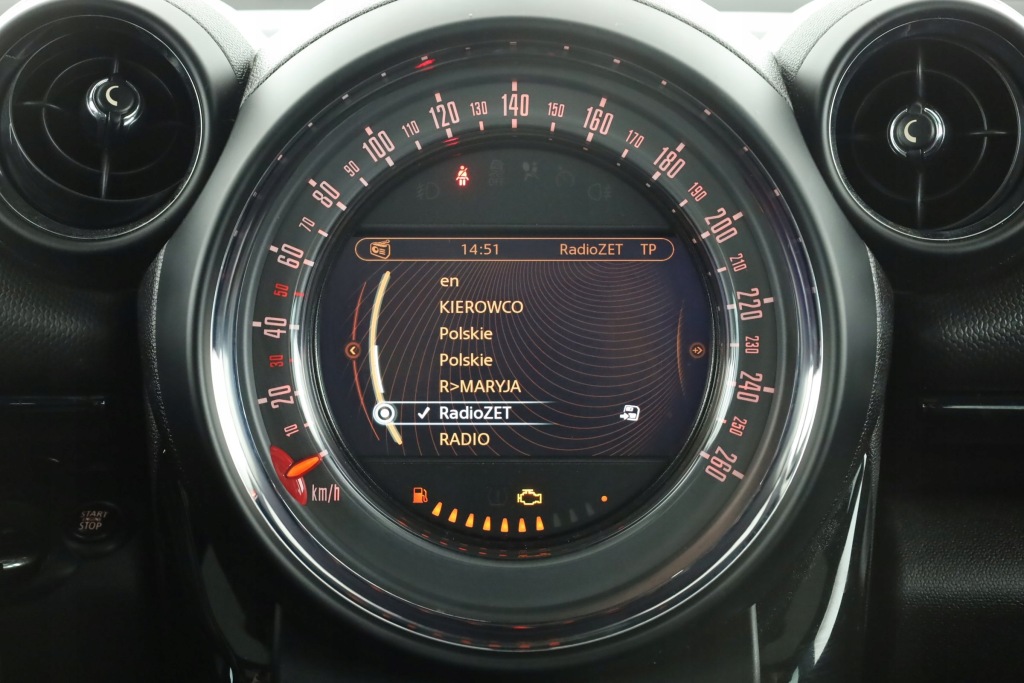 10
20
30
40
50
60
70
80
90
100
110
120
130
140
150
160
170
180
190
200
210
220
230
240
250
260
km/h
14:51 RadioZET TP
en
KIEROWCO
Polskie
Polskie
R>MARYJA
RadioZET
RADIO
START
ENGINE
STOP